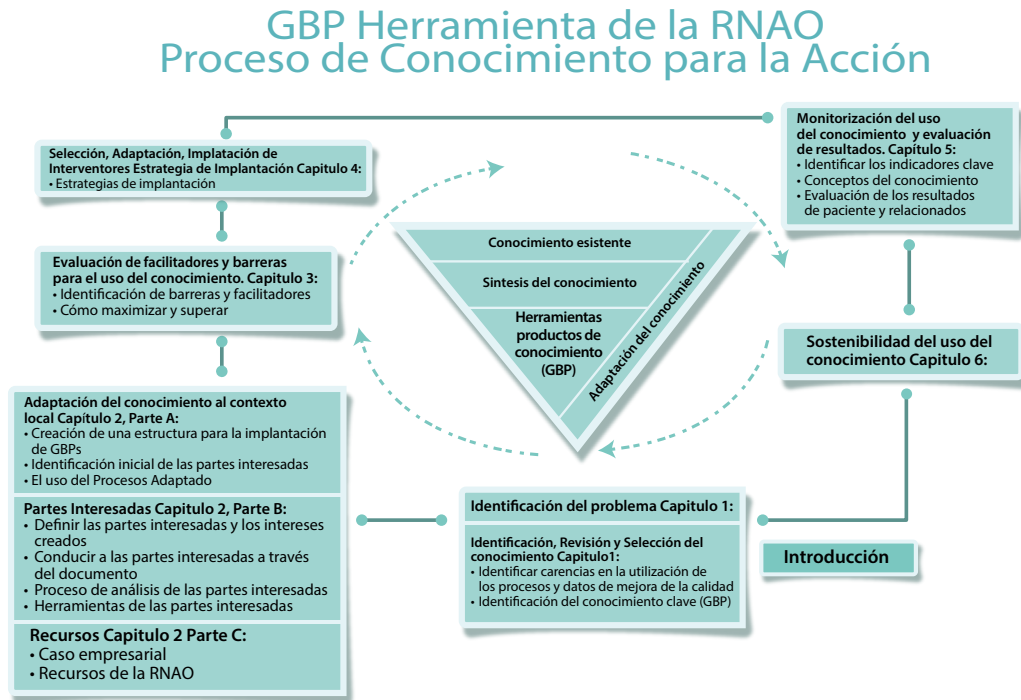 GBP Herramienta de la RNAO
Proceso de Conocimiento para la Acción
Selección, Adaptación, Implatación de
Interventores Estrategia de Implantación Capitulo 4:
• Estrategias de implantación
Monitorización del uso
del conocimiento y evaluación
de resultados. Capítulo 5:
• Identificar los indicadores clave
• Conceptos del conocimiento
• Evaluación de los resultados
de paciente y relacionados
Evaluación de facilitadores y barreras
para el uso del conocimiento. Capitulo 3:
• Identificación de barreras y facilitadores
• Cómo maximizar y superar
Conocimiento existente
Sintesis del conocimiento
Herramientas
productos de
conocimiento
(GBP)
Adaptación del conocimiento
Sostenibilidad del uso del
conocimiento Capitulo 6:
Adaptación del conocimiento al contexto
local Capítulo 2, Parte A:
• Creación de una estructura para la implantación
de GBPs
• Identificación inicial de las partes interesadas
• El uso del Procesos Adaptado
Partes Interesadas Capitulo 2, Parte B:
• Definir las partes interesadas y los intereses
creados
• Conducir a las partes interesadas a través
del documento
• Proceso de análisis de las partes interesadas
• Herramientas de las partes interesadas
Recursos Capitulo 2 Parte C:
• Caso empresarial
• Recursos de la RNAO
Identificación del problema Capitulo 1:
Identificación, Revisión y Selección del
conocimiento Capitulo1:
• Identificar carencias en la utilización de
los procesos y datos de mejora de la calidad
• Identificación del conocimiento clave (GBP)
Introducción